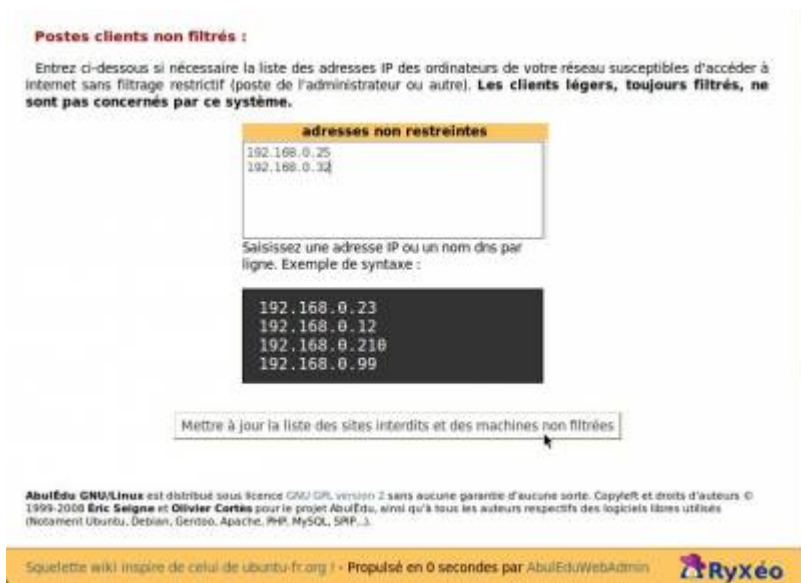 Postes clients non filtrés :
Entrez ci-dessous si nécessaire la liste des adresses IP des ordinateurs de votre réseau susceptibles d'accéder à
internet sans filtrage restrictif (poste de l'administrateur ou autre). Les clients légers, toujours filtrés, ne
sont pas concernés par ce système.
adresses non restreintes
192.168.0.25
192.168.0.32
Saisissez une adresse IP ou un nom dns par
ligne. Exemple de syntaxe :
192.168.0.23
192.168.0.12
192.168.0.210
192.168.0.99
Mettre à jour la liste des sites interdits et des machines non filtrées
AbulÉdu GNU/Linux est distribué sous licence GNU GPL version 2 sans aucune garantie d'aucune sorte. Copyleft et droits d'auteurs ©
1999-2008 Éric Seigne et Olivier Cortès pour le projet AbulÉdu, ainsi qu'à tous les auteurs respectifs des logiciels libres utilisés
(Notament Ubuntu, Debian, Gentoo, Apache, PHP, MySQL, SPIP...).
Squelette wiki inspire de celui de ubuntu-fr.org ! - Propulsé en 0 secondes par AbulEduWebAdmin
RyXéo